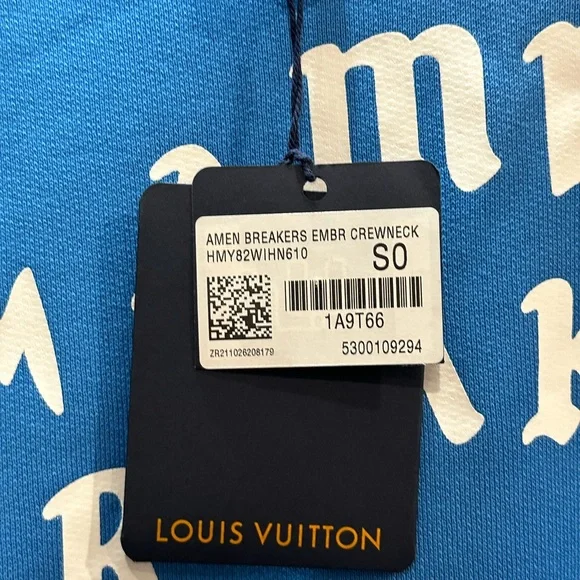 AMEN BREAKERS EMBR CREWNECK
HMY82WIHN610
S0
1A9T66
ZR211026208179
5300109294
LOUIS VUITTON